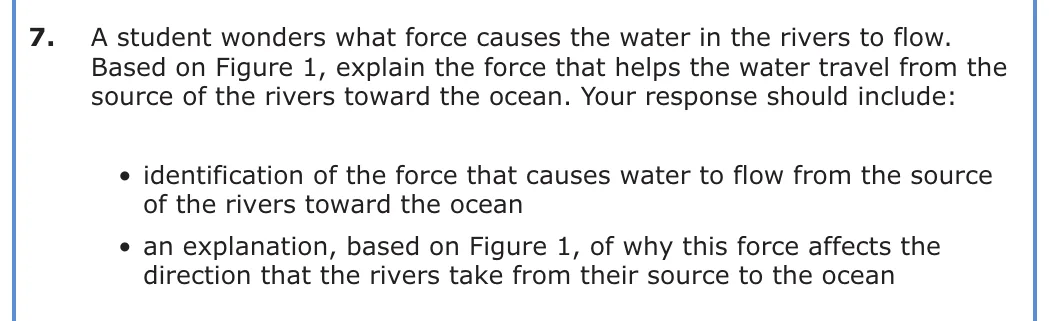 7. A student wonders what force causes the water in the rivers to flow.
Based on Figure 1, explain the force that helps the water travel from the
source of the rivers toward the ocean. Your response should include:
• identification of the force that causes water to flow from the source
of the rivers toward the ocean
• an explanation, based on Figure 1, of why this force affects the
direction that the rivers take from their source to the ocean